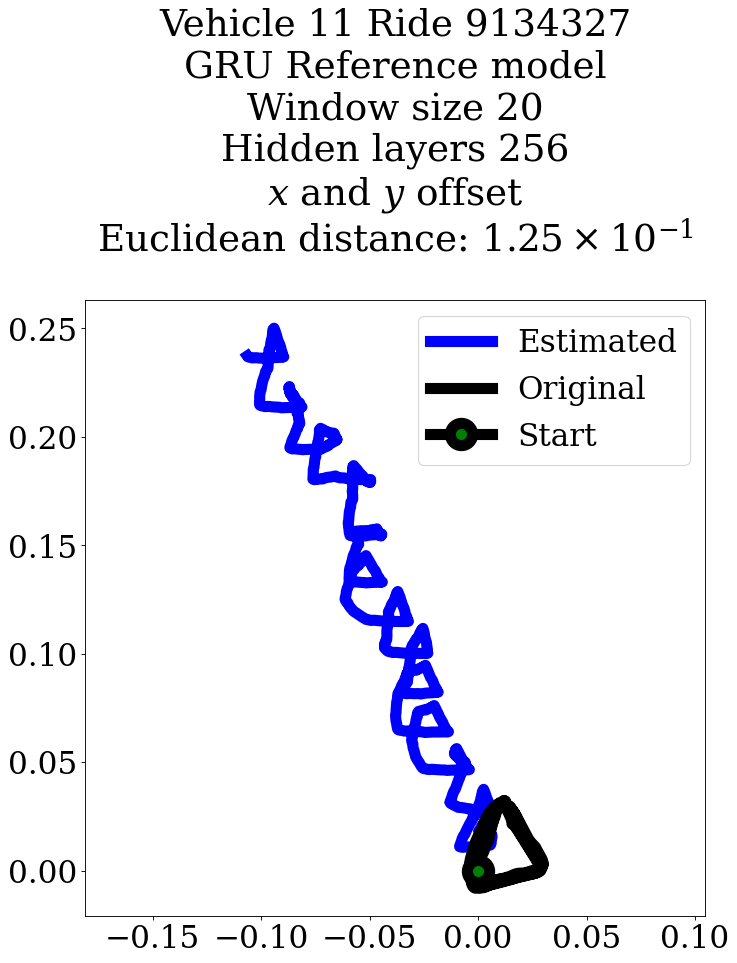 Vehicle 11 Ride 9134327
GRU Reference model
Window size 20
Hidden layers 256
x and y offset
Euclidean distance: 1.25 × 10⁻¹
Estimated
Original
Start
0.25
0.20
0.15
0.10
0.05
0.00
−0.15 −0.10 −0.05 0.00 0.05 0.10